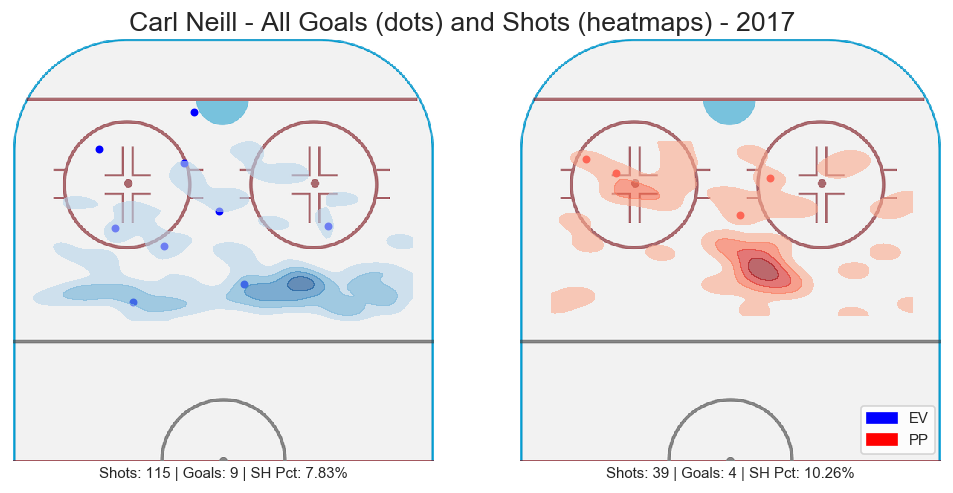 Carl Neill - All Goals (dots) and Shots (heatmaps) - 2017
EV
PP
Shots: 115 | Goals: 9 | SH Pct: 7.83%
Shots: 39 | Goals: 4 | SH Pct: 10.26%